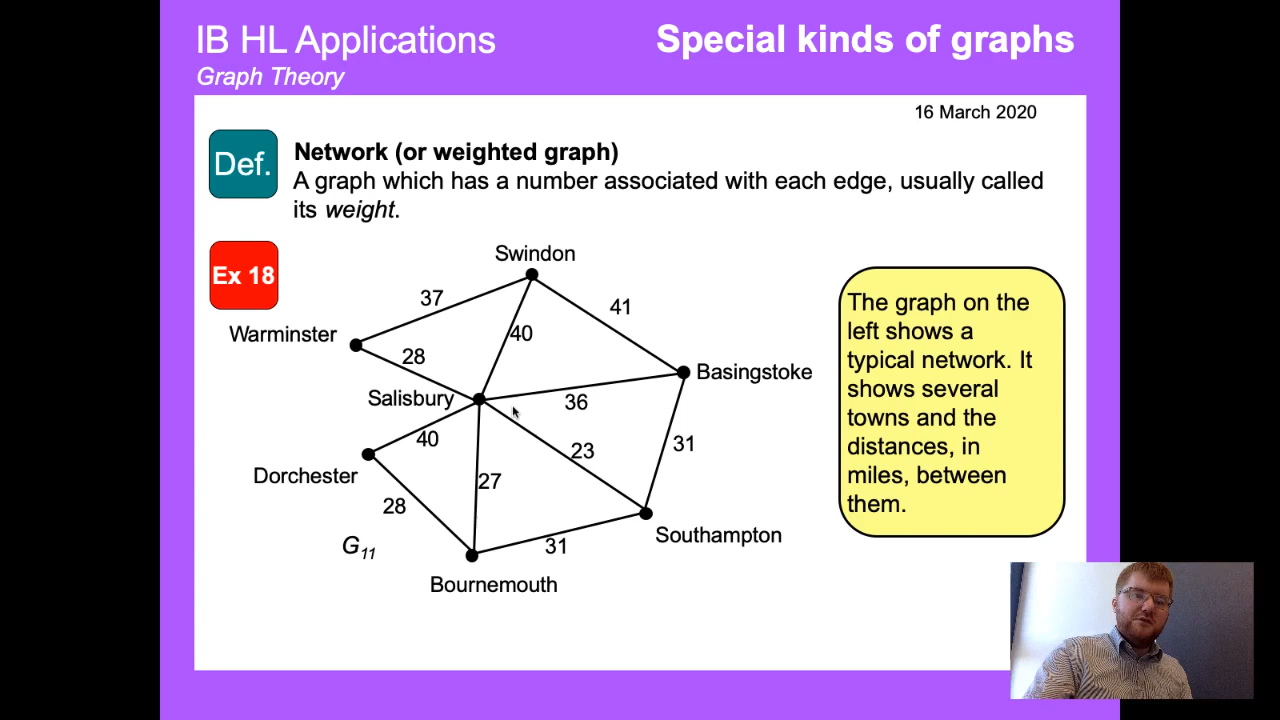 IB HL Applications
Special kinds of graphs
Graph Theory
16 March 2020
Def.
Network (or weighted graph)
A graph which has a number associated with each edge, usually called
its weight.
Ex 18
Swindon
37
41
Warminster
40
28
Basingstoke
Salisbury
36
40
23
31
Dorchester
27
28
Southampton
G11
31
Bournemouth
The graph on the
left shows a
typical network. It
shows several
towns and the
distances, in
miles, between
them.